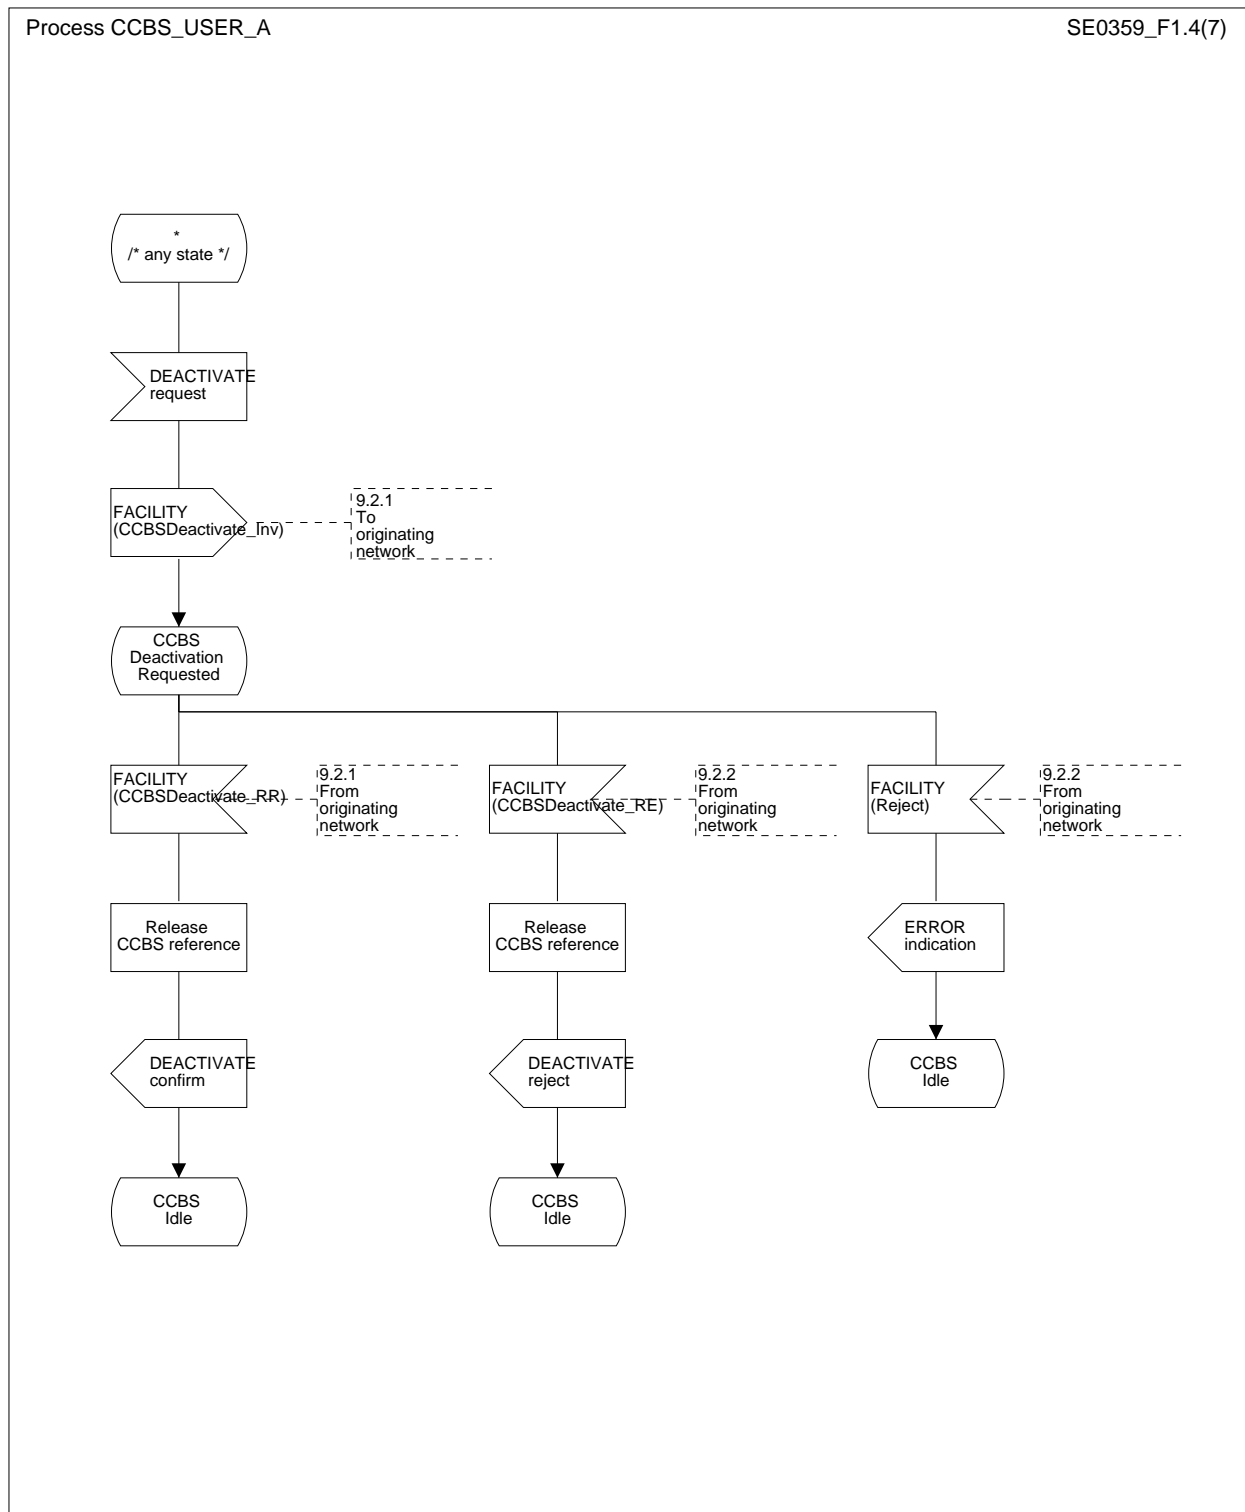 Process CCBS_USER_A
SE0359_F1.4(7)
*
/* any state */
DEACTIVATE
request
FACILITY
(CCBSDeactivate_Inv)
9.2.1
To
originating
network
CCBS
Deactivation
Requested
FACILITY
(CCBSDeactivate_RR)
9.2.1
From
originating
network
FACILITY
(CCBSDeactivate_RE)
9.2.2
From
originating
network
FACILITY
(Reject)
9.2.2
From
originating
network
Release
CCBS reference
Release
CCBS reference
ERROR
indication
DEACTIVATE
confirm
DEACTIVATE
reject
CCBS
Idle
CCBS
Idle
CCBS
Idle